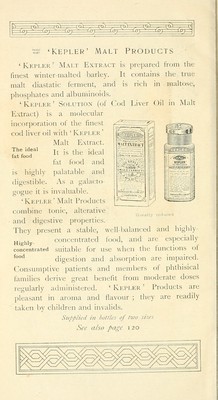 'KEPLER' MALT PRODUCTS
'KEPLER' MALT EXTRACT is prepared from the
finest winter-malted barley. It contains the true
malt diastatic ferment, and is rich in maltose,
phosphates and albuminoids.
'KEPLER' SOLUTION (of Cod Liver Oil in Malt
Extract) is a molecular
incorporation of the finest
cod liver oil with 'KEPLER'
Malt Extract.
The ideal
fat food
It is the ideal
fat food and
is highly palatable and
digestible. As a galacto-
gogue it is invaluable.
'KEPLER' Malt Products
combine tonic, alterative
and digestive properties.
Greatly reduced
They present a stable, well-balanced and highly-
Highly
concentrated
food
concentrated food, and are especially
suitable for use when the functions of
digestion and absorption are impaired.
Consumptive patients and members of phthisical
families derive great benefit from moderate doses
regularly administered. 'KEPLER' Products are
pleasant in aroma and flavour; they are readily
taken by children and invalids.
Supplied in bottles of two sizes
See also page 120